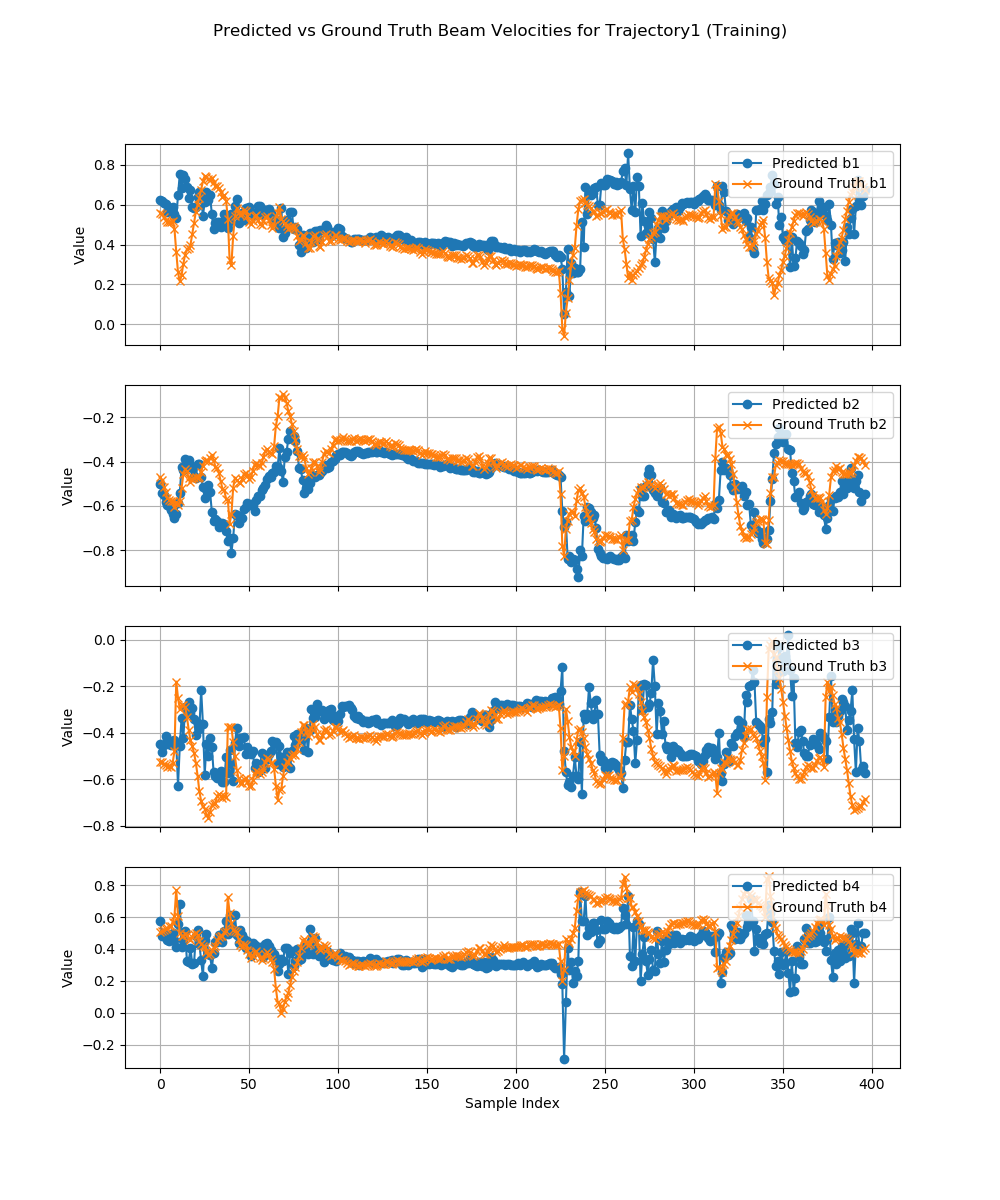 Predicted vs Ground Truth Beam Velocities for Trajectory1 (Training)
0.8
0.6
0.4
0.2
0.0
Value
Predicted b1
Ground Truth b1
−0.2
−0.4
−0.6
−0.8
Value
Predicted b2
Ground Truth b2
0.0
−0.2
−0.4
−0.6
−0.8
Value
Predicted b3
Ground Truth b3
0.8
0.6
0.4
0.2
0.0
−0.2
Value
Predicted b4
Ground Truth b4
0 50 100 150 200 250 300 350 400
Sample Index